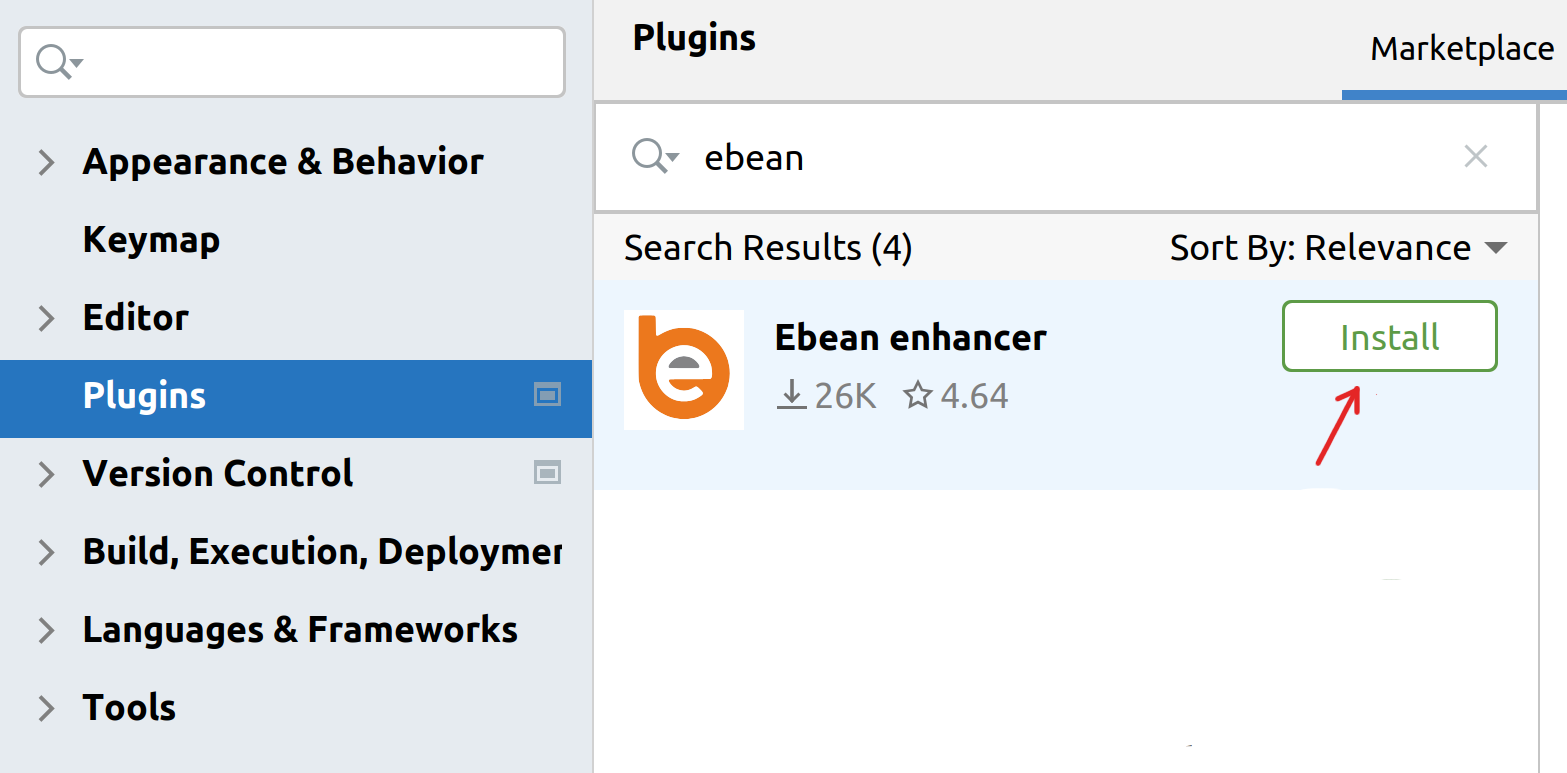 Appearance & Behavior
Keymap
Editor
Plugins
Version Control
Build, Execution, Deploymen
Languages & Frameworks
Tools
Plugins
Marketplace
ebean
Search Results (4)
Sort By: Relevance
Ebean enhancer
Install
26K
4.64